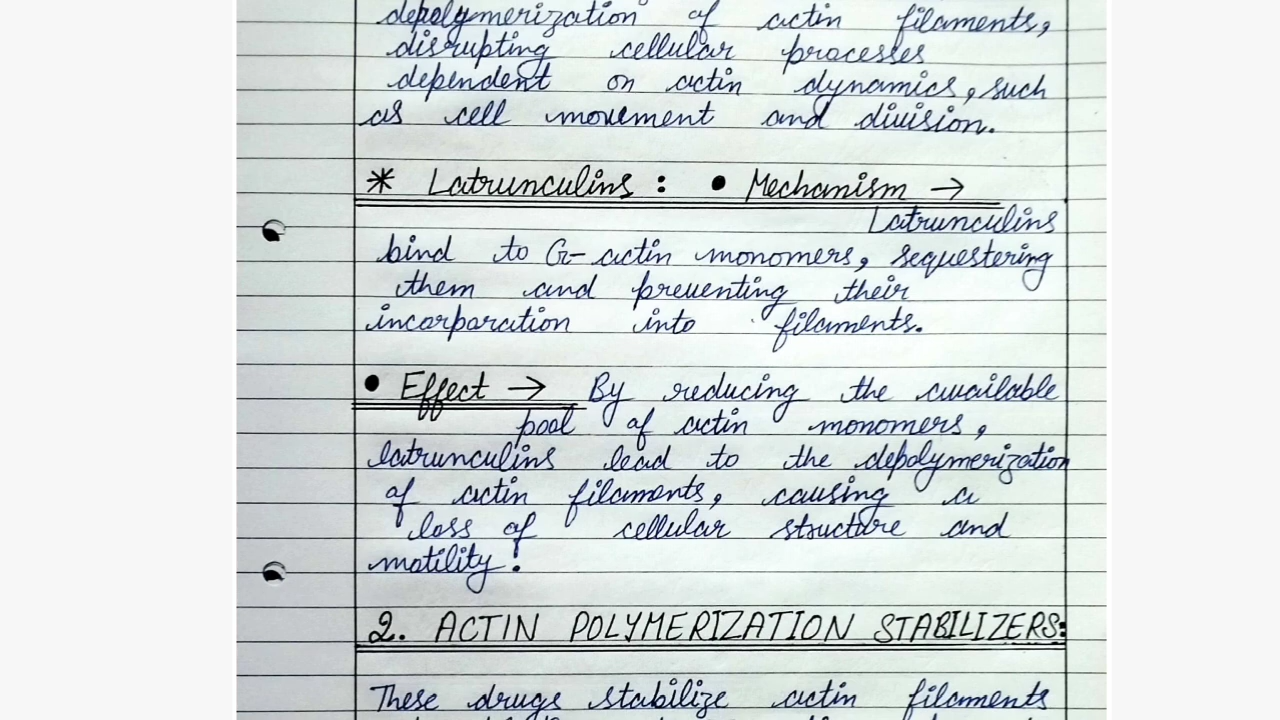 depolymerization of actin filaments,
disrupting cellular processes
dependent on actin dynamics, such
as cell movement and division.
* Latrunculins : • Mechanism →
Latrunculins
bind to G-actin monomers, sequestering
them and preventing their
incorporation into filaments.
• Effect → By reducing the available
pool of actin monomers,
latrunculins lead to the depolymerization
of actin filaments, causing a
loss of cellular structure and
motility!
2. ACTIN POLYMERIZATION STABILIZERS:
These drugs stabilize actin filaments